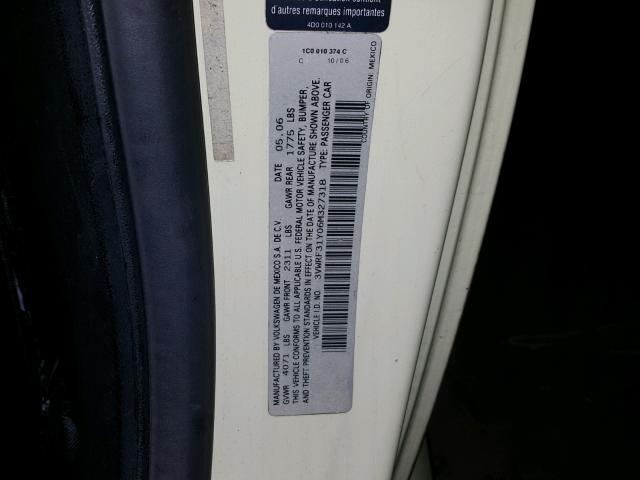 d'autres remarques importantes
4D0 010 142 A
1C0 010 374 C
C 10/06
MANUFACTURED BY VOLKSWAGEN DE MEXICO S.A. DE C.V. DATE 05.06
GVWR 4071 LBS GAWR FRONT 2311 LBS GAWR REAR 1775 LBS
THIS VEHICLE CONFORMS TO ALL APPLICABLE U.S. FEDERAL MOTOR VEHICLE SAFETY, BUMPER,
AND THEFT PREVENTION STANDARDS IN EFFECT ON THE DATE OF MANUFACTURE SHOWN ABOVE.
VEHICLE I.D. NO. 3VWRF31Y06M327318 TYPE: PASSENGER CAR
COUNTRY OF ORIGIN: MEXICO